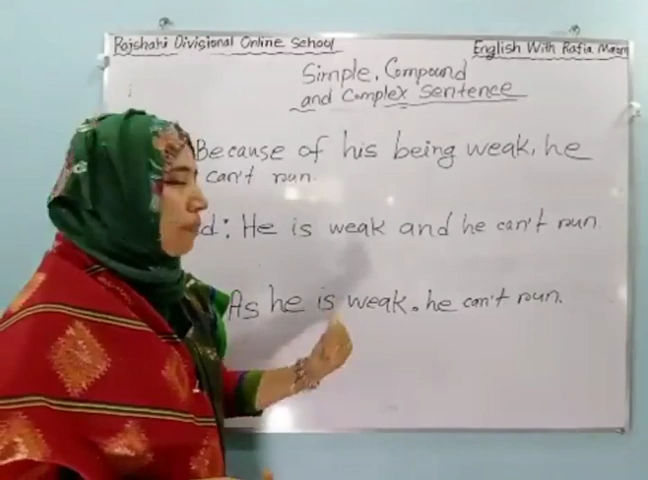 Rajshahi Divisional Online School
English With Rafia
Simple, Compound
and Complex Sentence
Because of his being weak, he
can't run.
d: He is weak and he can't run
As he is weak, he can't run.